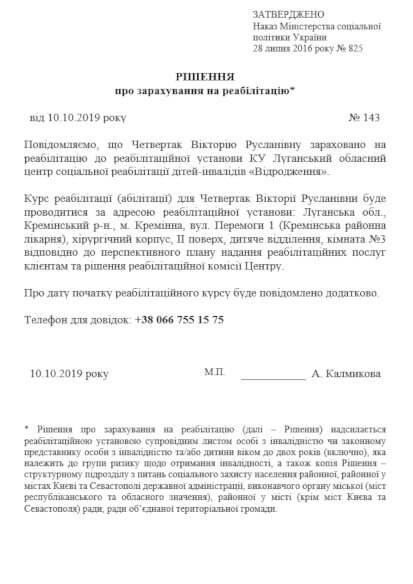 ЗАТВЕРДЖЕНО
Наказ Міністерства соціальної
політики України
28 липня 2016 року № 825
РІШЕННЯ
про зарахування на реабілітацію*
від 10.10.2019 року № 143
Повідомляємо, що Четвертак Вікторію Русланівну зараховано на
реабілітацію до реабілітаційної установи КУ Луганський обласний
центр соціальної реабілітації дітей-інвалідів «Відродження».
Курс реабілітації (абілітації) для Четвертак Вікторії Русланівни буде
проводитися за адресою реабілітаційної установи: Луганська обл.,
Кремінський р-н., м. Кремінна, вул. Перемоги 1 (Кремінська районна
лікарня), хірургічний корпус, ІІ поверх, дитяче відділення, кімната №3
відповідно до перспективного плану надання реабілітаційних послуг
клієнтам та рішення реабілітаційної комісії Центру.
Про дату початку реабілітаційного курсу буде повідомлено додатково.
Телефон для довідок: +38 066 755 15 75
10.10.2019 року М.П. ____________ А. Калмикова
* Рішення про зарахування на реабілітацію (далі – Рішення) надсилається
реабілітаційною установою супровідним листом особі з інвалідністю чи законному
представнику особи з інвалідністю та/або дитини віком до двох років (включно), яка
належить до групи ризику щодо отримання інвалідності, а також копія Рішення –
структурному підрозділу з питань соціального захисту населення районної, районної у
містах Києві та Севастополі державної адміністрації, виконавчого органу міської (міст
республіканського та обласного значення), районної у місті (крім міст Києва та
Севастополя) ради, ради об’єднаної територіальної громади.